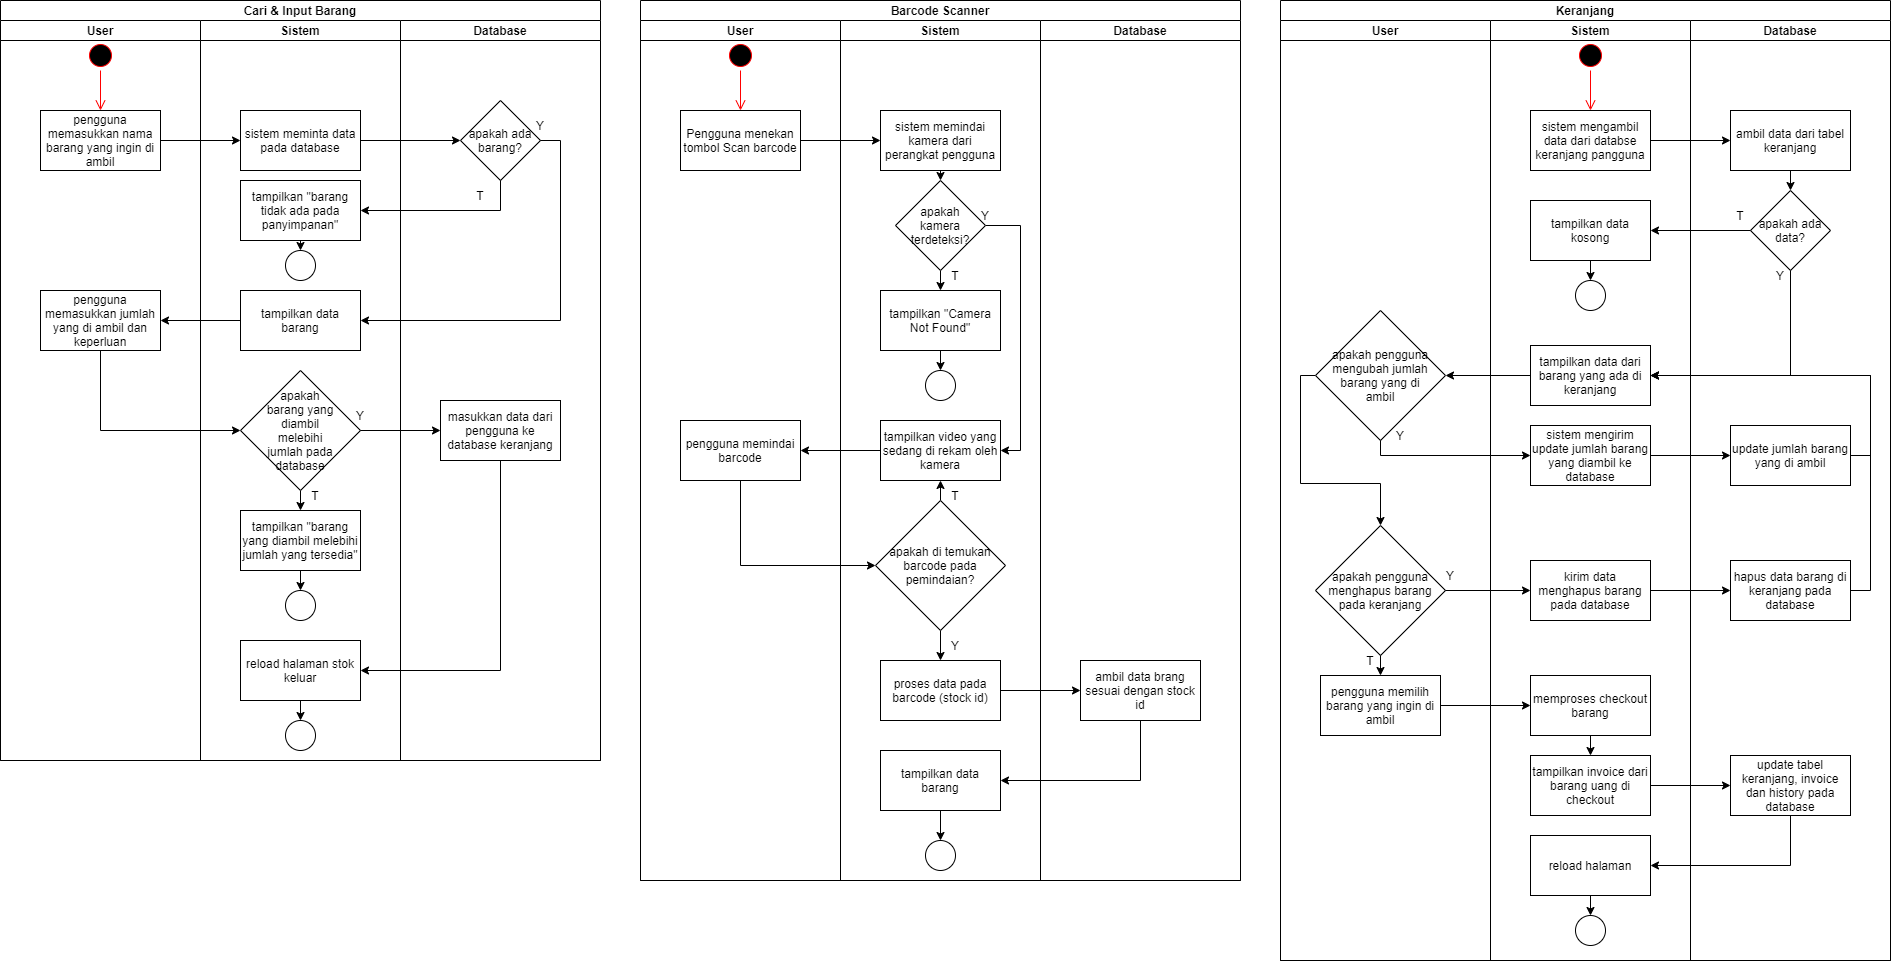 Cari & Input Barang
User
Sistem
Database
pengguna
memasukkan nama
barang yang ingin di
ambil
sistem meminta data
pada database
apakah ada
barang?
Y
T
tampilkan "barang
tidak ada pada
panyimpanan"
pengguna
memasukkan jumlah
yang di ambil dan
keperluan
tampilkan data
barang
apakah
barang yang
diambil
melebihi
jumlah pada
database
Y
masukkan data dari
pengguna ke
database keranjang
T
tampilkan "barang
yang diambil melebihi
jumlah yang tersedia"
reload halaman stok
keluar
Barcode Scanner
User
Sistem
Database
Pengguna menekan
tombol Scan barcode
sistem memindai
kamera dari
perangkat pengguna
apakah
kamera
terdeteksi?
Y
T
tampilkan "Camera
Not Found"
pengguna memindai
barcode
tampilkan video yang
sedang di rekam oleh
kamera
T
apakah di temukan
barcode pada
pemindaian?
Y
proses data pada
barcode (stock id)
ambil data brang
sesuai dengan stock
id
tampilkan data
barang
Keranjang
User
Sistem
Database
sistem mengambil
data dari databse
keranjang pangguna
ambil data dari tabel
keranjang
apakah ada
data?
T
Y
tampilkan data
kosong
apakah pengguna
mengubah jumlah
barang yang di
ambil
tampilkan data dari
barang yang ada di
keranjang
Y
sistem mengirim
update jumlah barang
yang diambil ke
database
update jumlah barang
yang di ambil
apakah pengguna
menghapus barang
pada keranjang
Y
kirim data
menghapus barang
pada database
hapus data barang di
keranjang pada
database
T
pengguna memilih
barang yang ingin di
ambil
memproses checkout
barang
tampilkan invoice dari
barang uang di
checkout
update tabel
keranjang, invoice
dan history pada
database
reload halaman